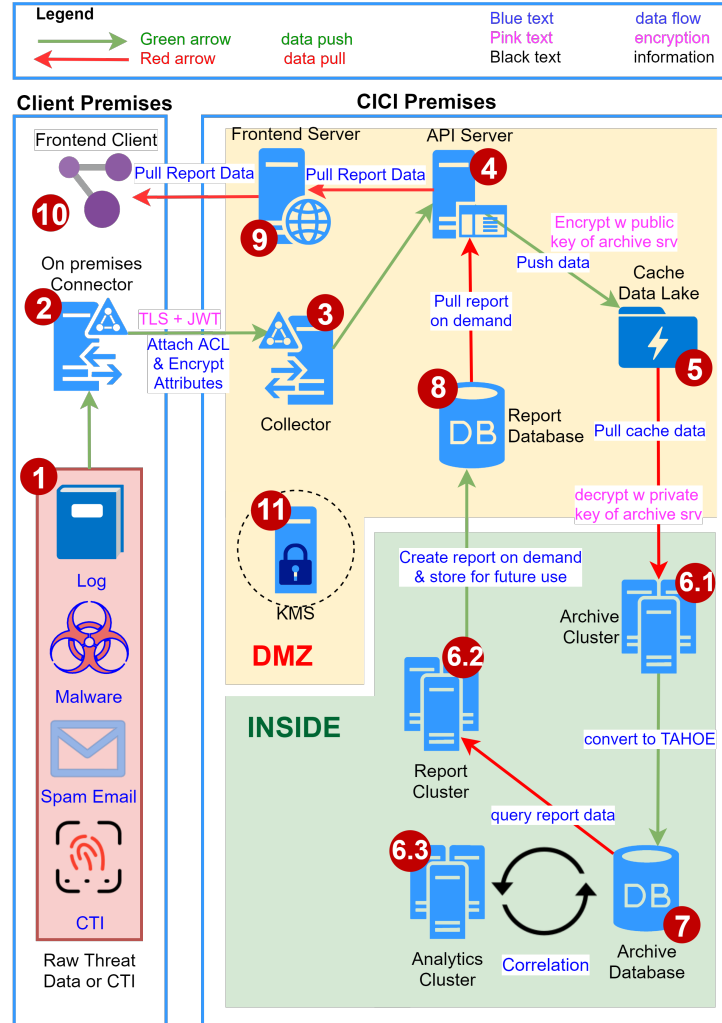 Legend
Green arrow data push
Red arrow data pull
Blue text data flow
Pink text encryption
Black text information
Client Premises
CICI Premises
Frontend Client
10
Pull Report Data
Frontend Server
9
Pull Report Data
API Server
4
Encrypt w public
key of archive srv
Push data
Cache
Data Lake
5
On premises
Connector
2
TLS + JWT
Attach ACL
& Encrypt
Attributes
3
Collector
Pull report
on demand
8
DB
Report
Database
Pull cache data
decrypt w private
key of archive srv
1
Log
Malware
Spam Email
CTI
Raw Threat
Data or CTI
11
KMS
DMZ
Create report on demand
& store for future use
6.1
Archive
Cluster
6.2
Report
Cluster
INSIDE
convert to TAHOE
query report data
6.3
Analytics
Cluster
Correlation
DB
7
Archive
Database